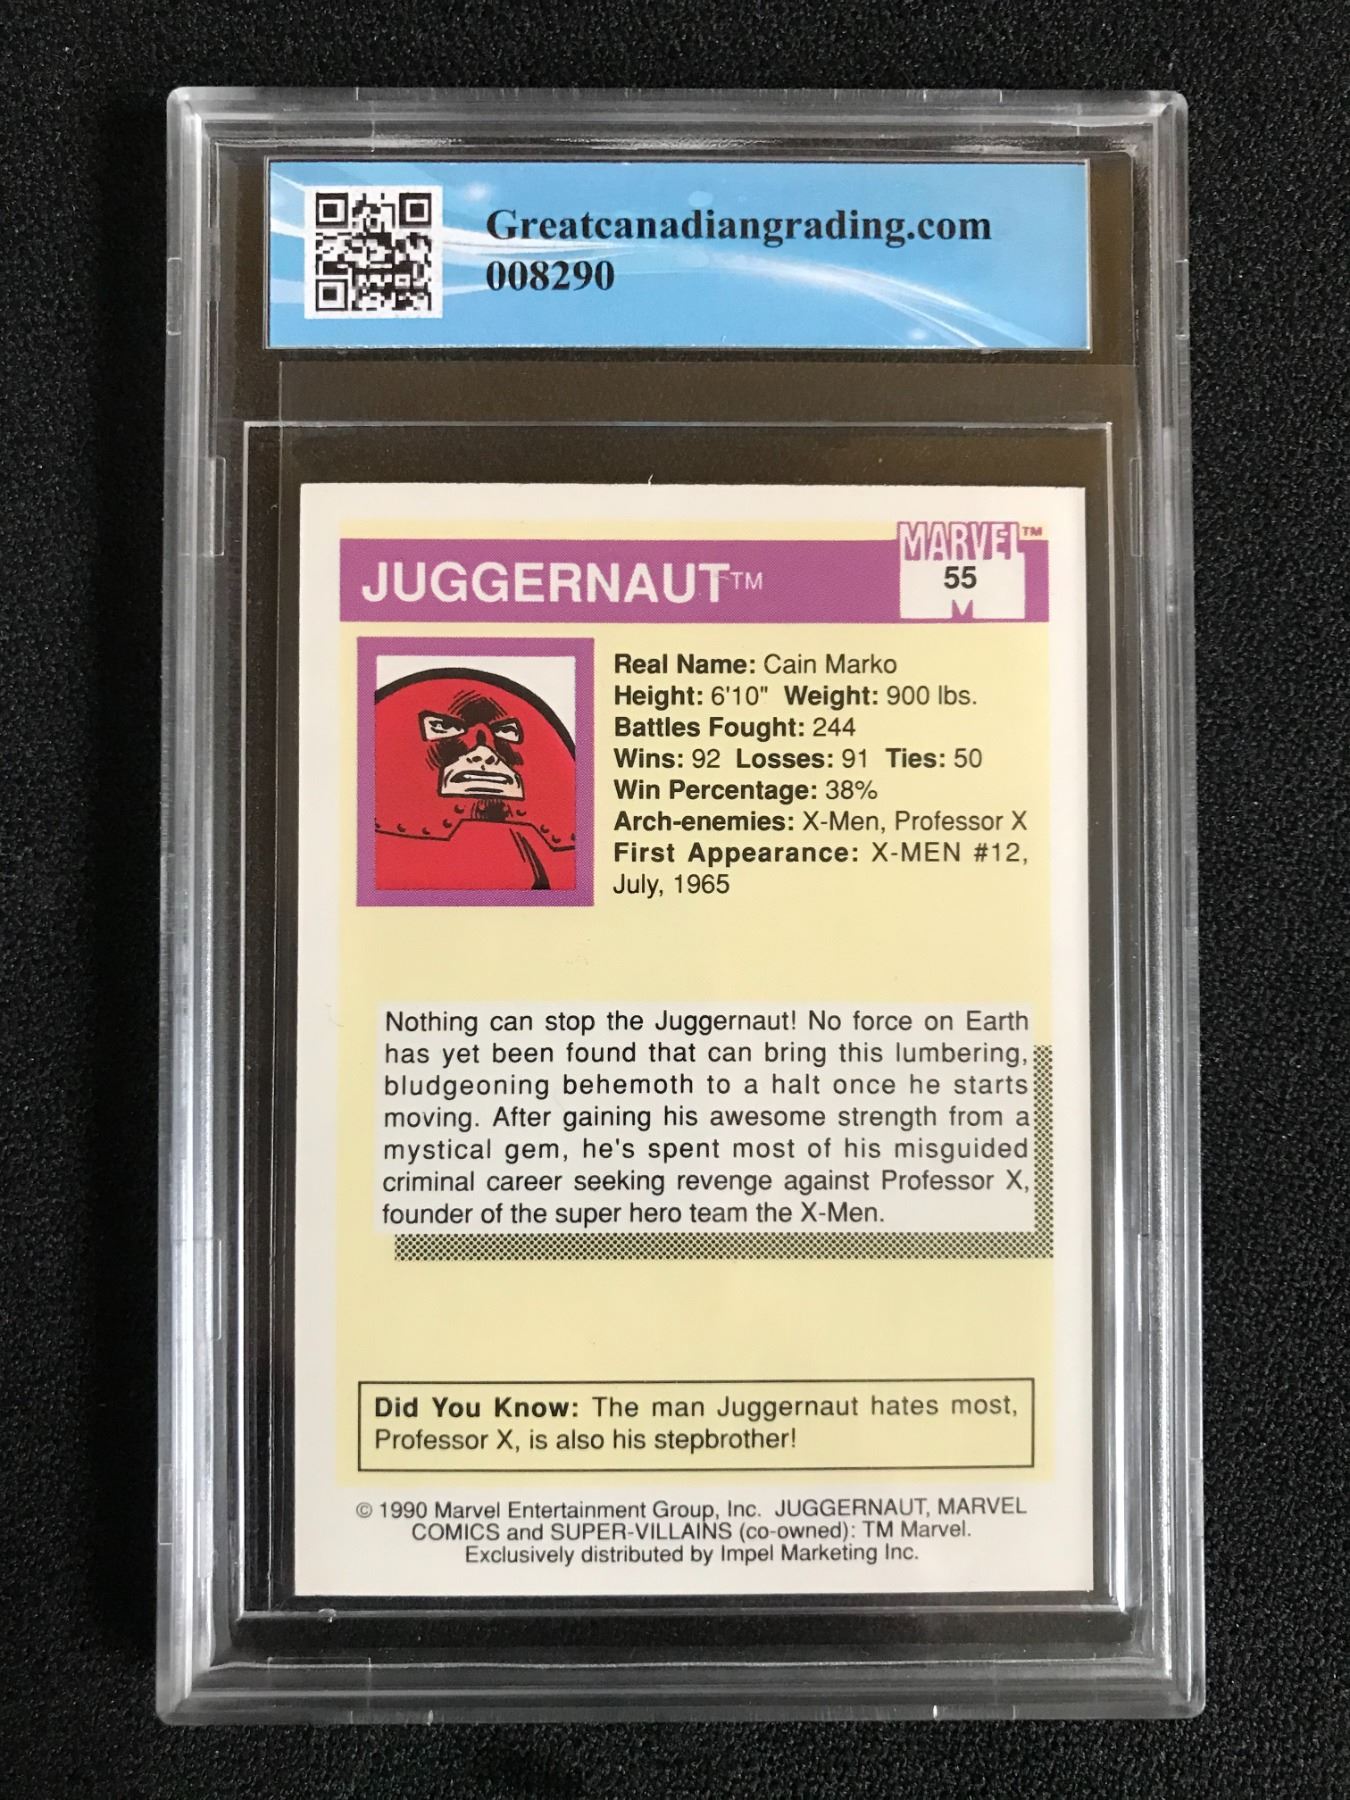 Greatcanadiangrading.com
008290
MARVEL™
JUGGERNAUT™
55
Real Name: Cain Marko
Height: 6'10" Weight: 900 lbs.
Battles Fought: 244
Wins: 92 Losses: 91 Ties: 50
Win Percentage: 38%
Arch-enemies: X-Men, Professor X
First Appearance: X-MEN #12,
July, 1965
Nothing can stop the Juggernaut! No force on Earth
has yet been found that can bring this lumbering,
bludgeoning behemoth to a halt once he starts
moving. After gaining his awesome strength from a
mystical gem, he's spent most of his misguided
criminal career seeking revenge against Professor X,
founder of the super hero team the X-Men.
Did You Know: The man Juggernaut hates most,
Professor X, is also his stepbrother!
© 1990 Marvel Entertainment Group, Inc. JUGGERNAUT, MARVEL
COMICS and SUPER-VILLAINS (co-owned): TM Marvel.
Exclusively distributed by Impel Marketing Inc.